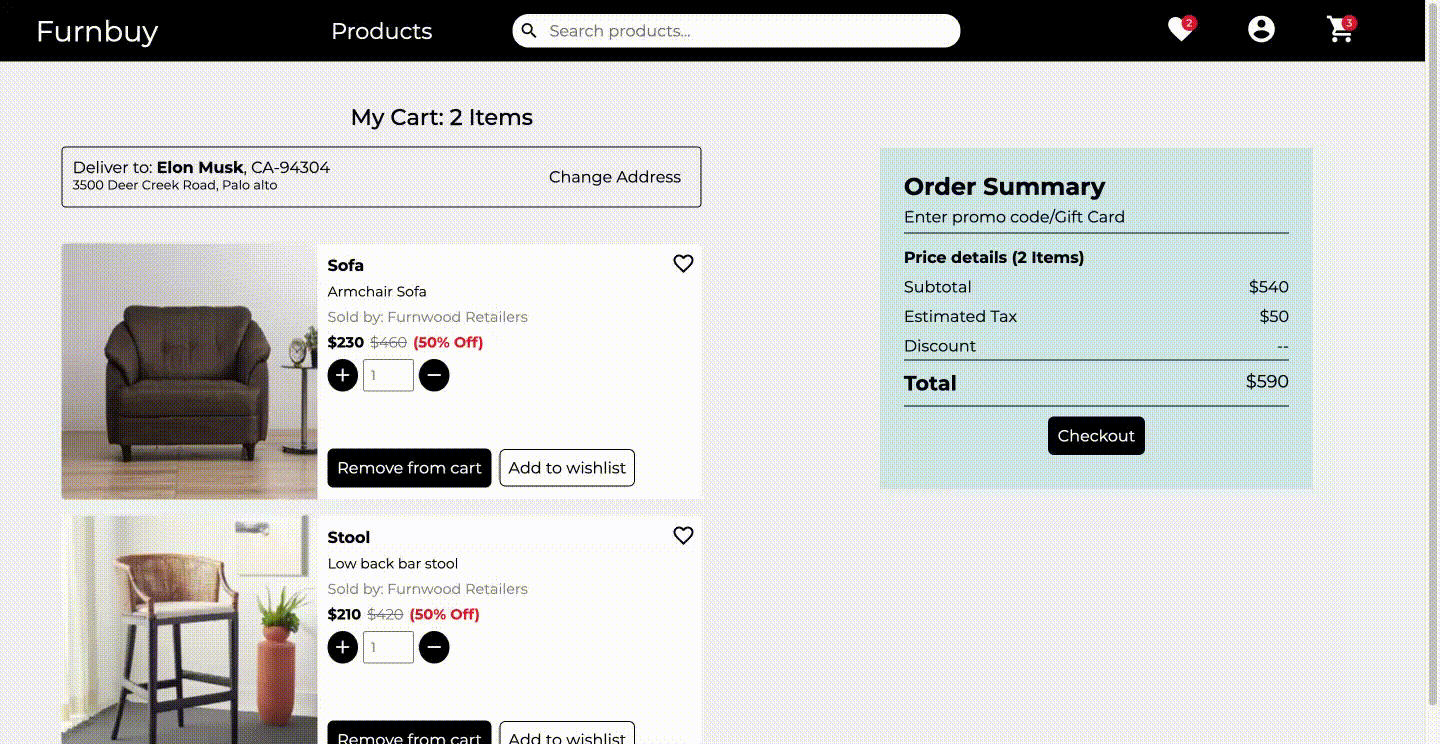 Furnbuy
Products
Search products...
2
3
My Cart: 2 Items
Deliver to: Elon Musk, CA-94304
3500 Deer Creek Road, Palo alto
Change Address
Sofa
Armchair Sofa
Sold by: Furnwood Retailers
$230 $460 (50% Off)
1
Remove from cart
Add to wishlist
Stool
Low back bar stool
Sold by: Furnwood Retailers
$210 $420 (50% Off)
1
Remove from cart
Add to wishlist
Order Summary
Enter promo code/Gift Card
Price details (2 Items)
Subtotal $540
Estimated Tax $50
Discount --
Total $590
Checkout